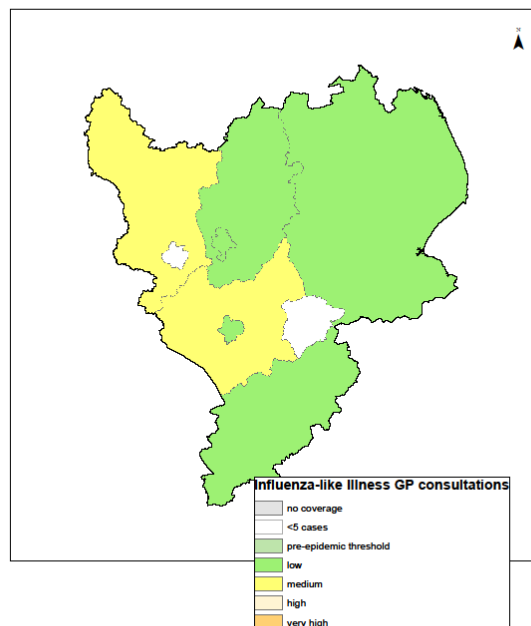 Influenza-like Illness GP consultations
no coverage
<5 cases
pre-epidemic threshold
low
medium
high
very high